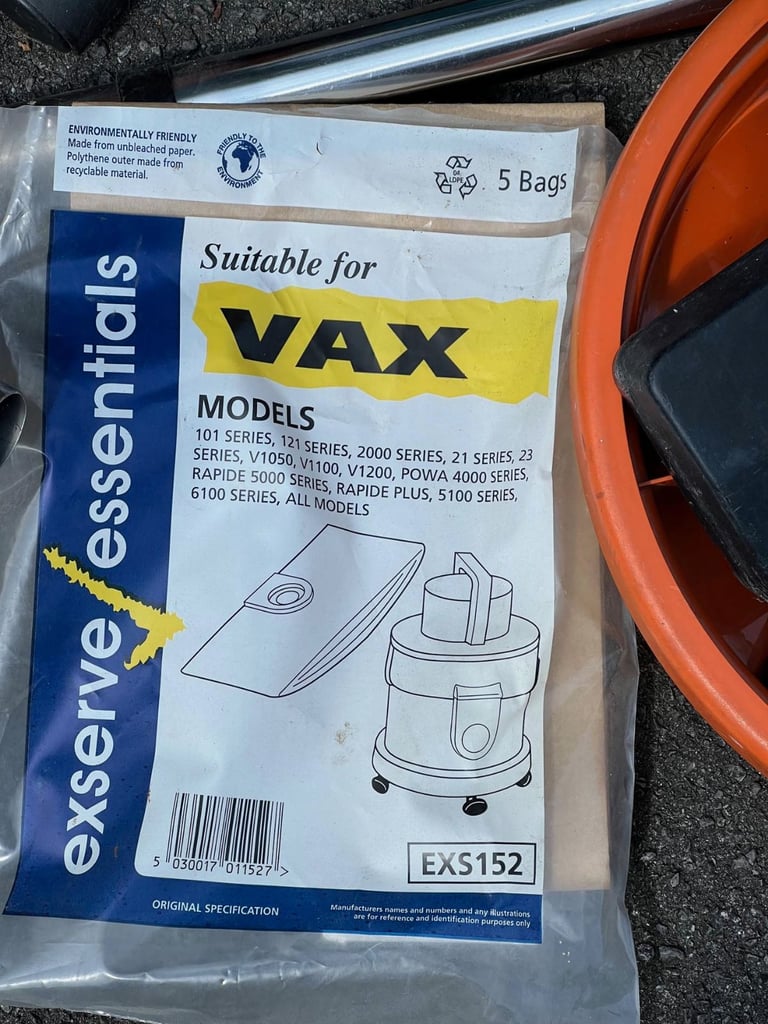 ENVIRONMENTALLY FRIENDLY
Made from unbleached paper.
Polythene outer made from
recyclable material.
FRIENDLY TO THE
ENVIRONMENT
04
LDPE
5 Bags
exserve essentials
Suitable for
VAX
MODELS
101 SERIES, 121 SERIES, 2000 SERIES, 21 SERIES, 23
SERIES, V1050, V1100, V1200, POWA 4000 SERIES,
RAPIDE 5000 SERIES, RAPIDE PLUS, 5100 SERIES,
6100 SERIES, ALL MODELS
5 030017 011527 >
EXS152
ORIGINAL SPECIFICATION
Manufacturers names and numbers and any illustrations
are for reference and identification purposes only